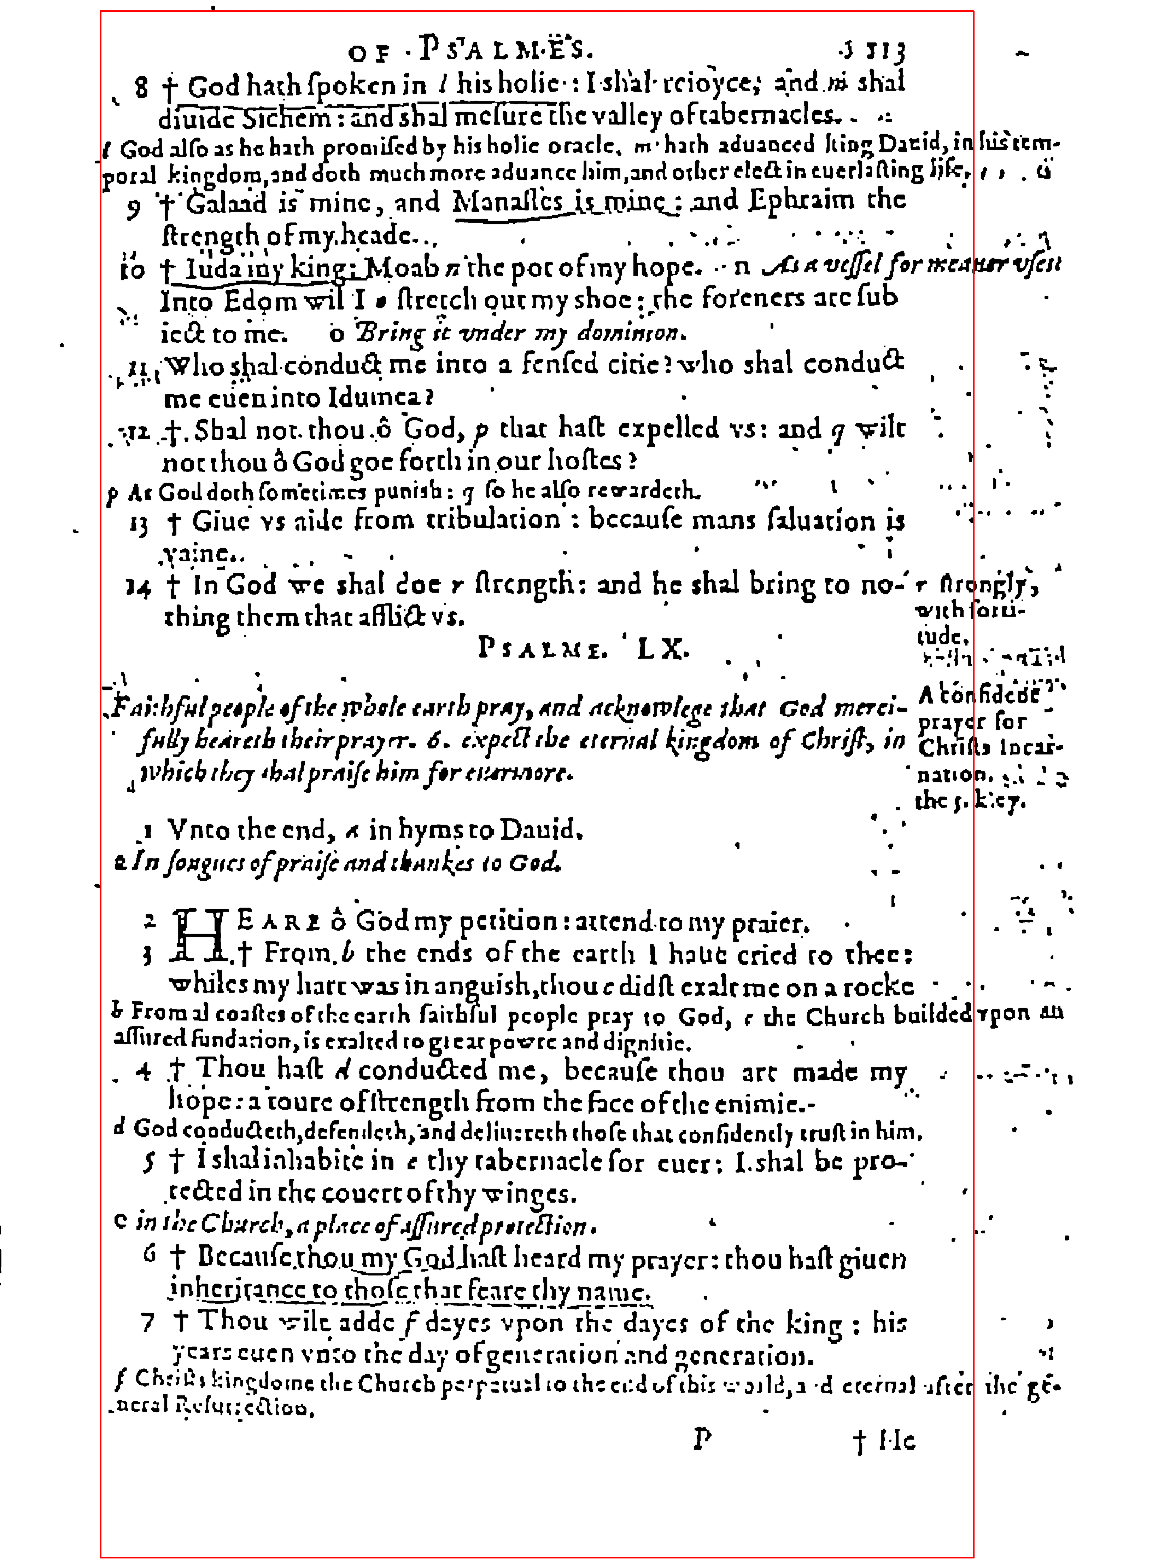 OF PSALMES. 113
8 † God hath ſpoken in l his holie : I shal reioyce, and m shal
diuide Sichem : and shal meſure the valley of tabernacles.
l God alſo as he hath promiſed by his holie oracle, m hath aduanced king Dauid, in his tem-
poral kingdom, and doth much more aduance him, and other elect in euerlaſting life.
9 † Galaad is mine, and Manaſſes is mine : and Ephraim the
ſtrength of my heade.
10 † Iuda my king : Moab n the pot of my hope. n As a veſſel for meaner vſen
Into Edom wil I o ſtretch out my shoe : the foreners are ſub
iect to me. o Bring it vnder my dominion.
11 Who shal conduct me into a fenſed citie? who shal conduct
me euen into Idumea?
12 †. Shal not thou ô God, p that haſt expelled vs : and q wilt
not thou ô God goe forth in our hoſtes?
p As God doth ſometimes punish : q ſo he alſo rewardeth.
13 † Giue vs aide from tribulation : becauſe mans ſaluation is
vaine.
14 † In God we shal doe r ſtrength : and he shal bring to no-
thing them that afflict vs.
r ſtrongly,
with forti-
tude.
PSALME. LX.
Faithful people of the whole earth pray, and acknowlege that God merci-
fully heareth their prayer. 6. expect the eternal kingdom of Chriſt, in
which they shal praiſe him for euermore.
A confidēt
prayer for
Chriſts Incar-
nation.
the 5. key.
1 Vnto the end, a in hyms to Dauid.
a In ſongues of praiſe and thankes to God.
2 HEARE ô God my petition : attend to my praier.
3 † From b the ends of the earth I haue cried to thee :
whiles my hart was in anguish, thou c didſt exalt me on a rocke
b From al coaſtes of the earth faithful people pray to God, c the Church builded vpon an
aſſured fundation, is exalted to great powre and dignitie.
4 † Thou haſt d conducted me, becauſe thou art made my
hope : a toure of ſtrength from the face of the enimie.
d God conducteth, defendeth, and deliuereth thoſe that confidently truſt in him.
5 † I shal inhabite in e thy tabernacle for euer : I shal be pro-
tected in the couert of thy winges.
e in the Church, a place of aſſured protection.
6 † Becauſe thou my God haſt heard my prayer : thou haſt giuen
inheritance to thoſe that feare thy name.
7 † Thou wilt adde f dayes vpon the dayes of the king : his
years euen vnto the day of generation and generation.
f Chriſts kingdome the Church perpetual to the end of this world, and eternal after the gē-
neral Reſurrection.
P † He